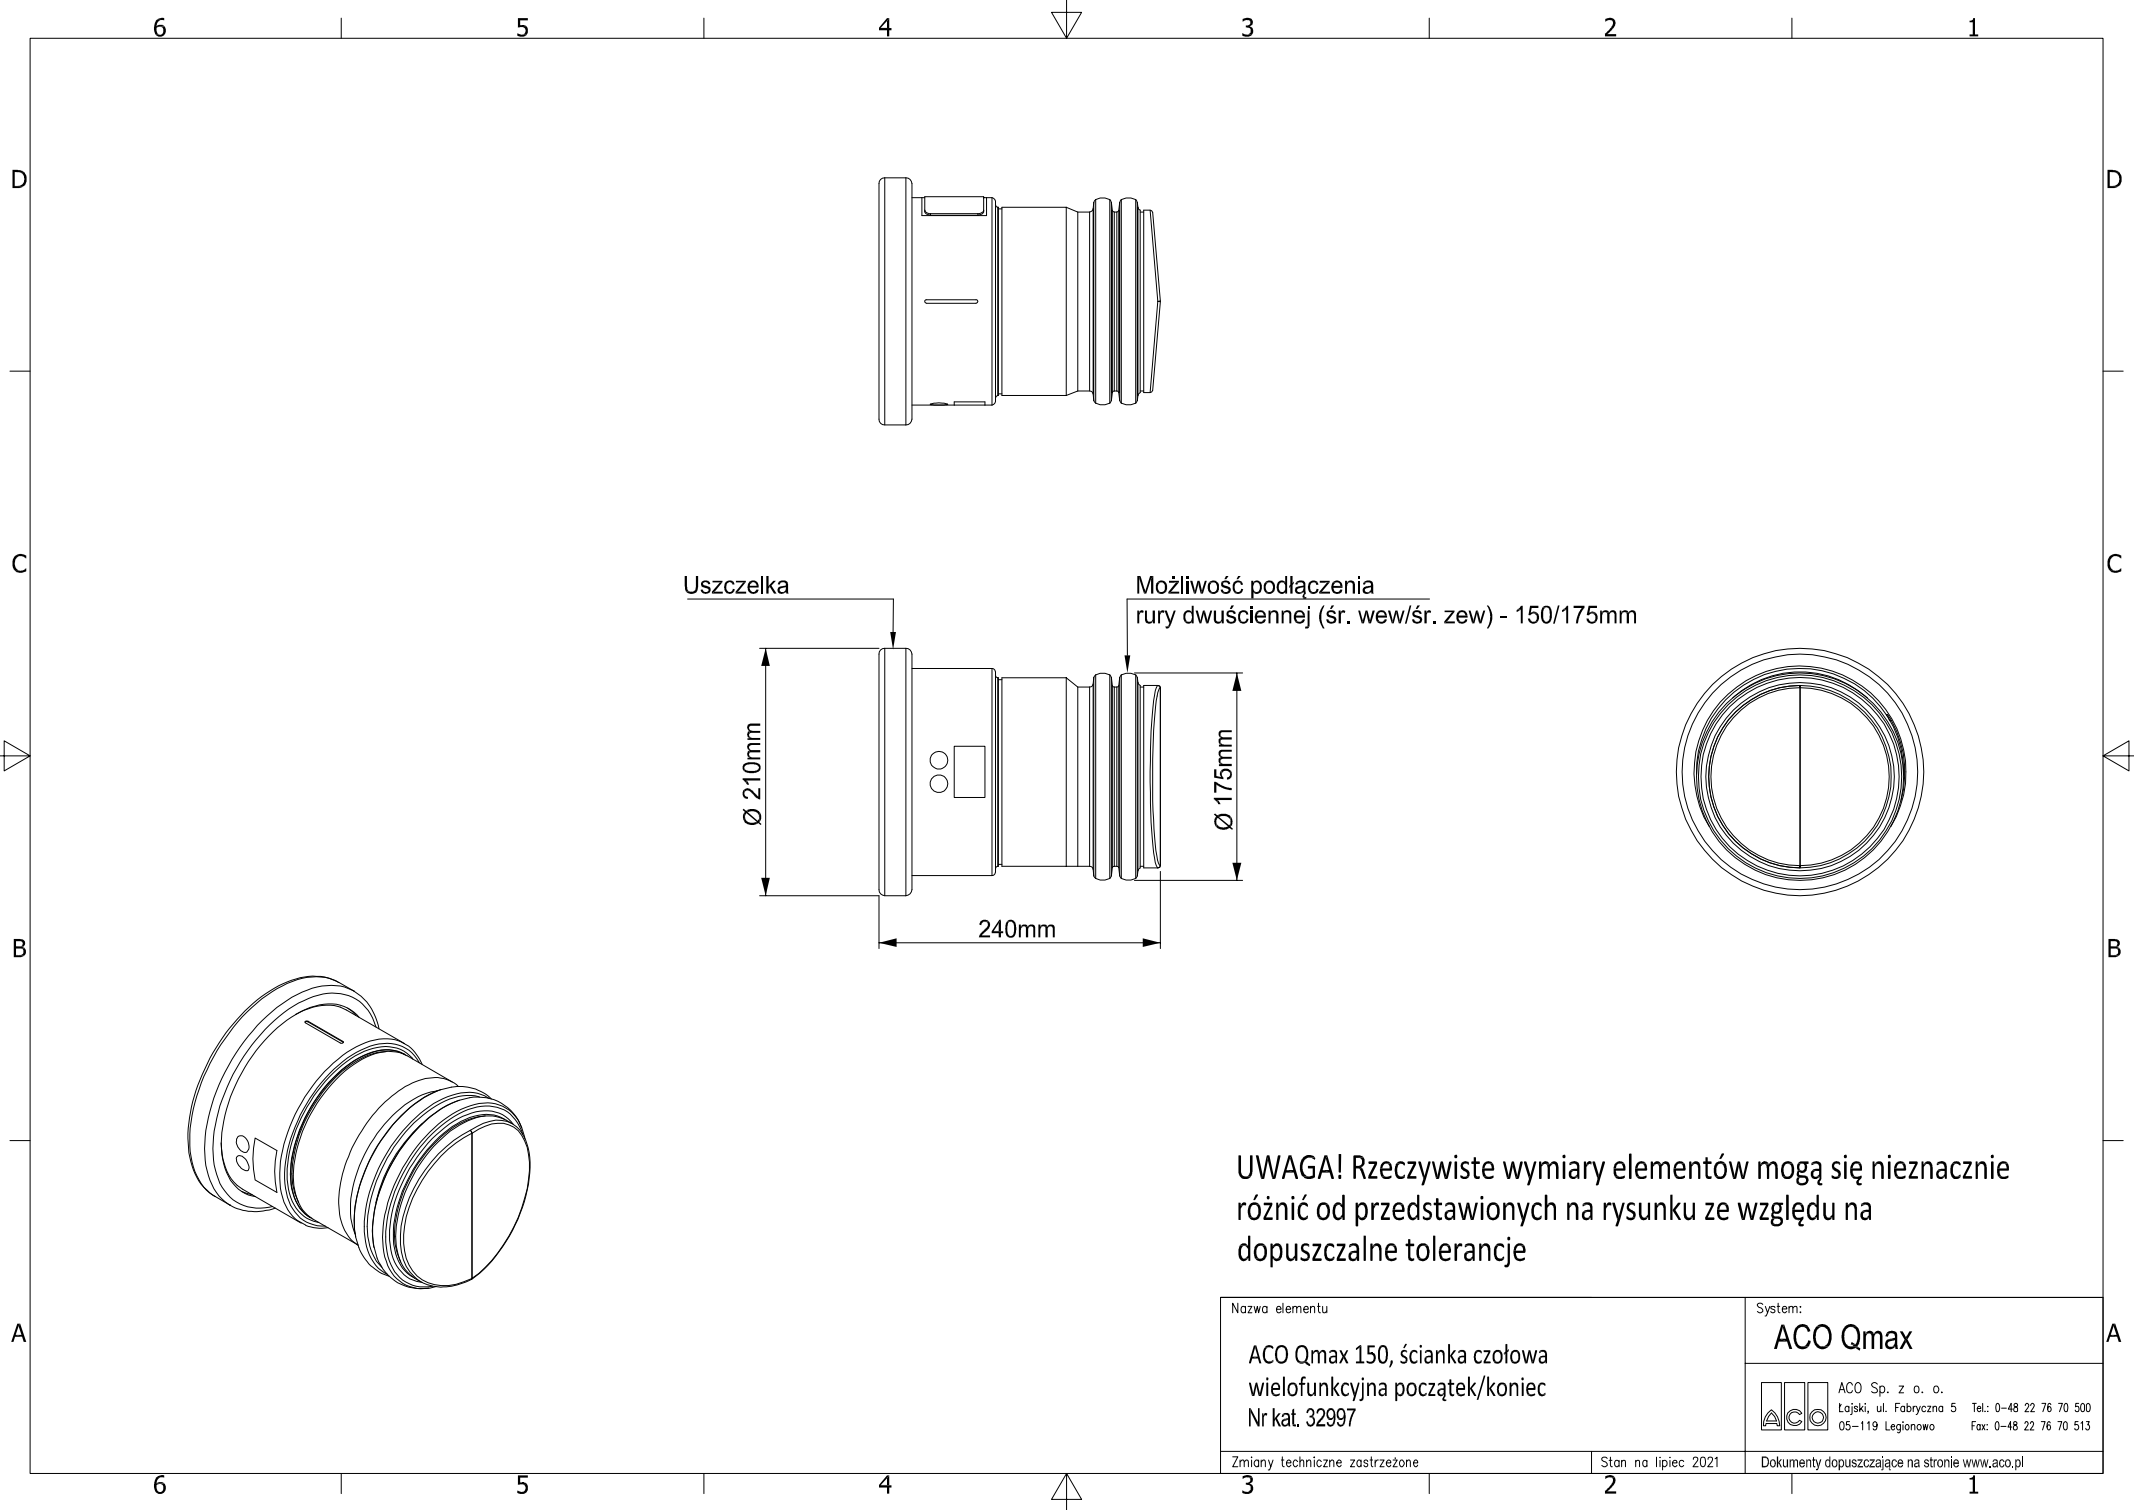 6 5 4 3 2 1
D D
C C
Uszczelka
Możliwość podłączenia
rury dwuściennej (śr. wew/śr. zew) - 150/175mm
Ø 210mm
Ø 175mm
240mm
B B
UWAGA! Rzeczywiste wymiary elementów mogą się nieznacznie
różnić od przedstawionych na rysunku ze względu na
dopuszczalne tolerancje
A A
Nazwa elementu
ACO Qmax 150, ścianka czołowa
wielofunkcyjna początek/koniec
Nr kat. 32997
System:
ACO Qmax
ACO
ACO Sp. z o. o.
Łajski, ul. Fabryczna 5 Tel.: 0-48 22 76 70 500
05-119 Legionowo Fax: 0-48 22 76 70 513
Zmiany techniczne zastrzeżone
Stan na lipiec 2021
Dokumenty dopuszczające na stronie www.aco.pl
6 5 4 3 2 1